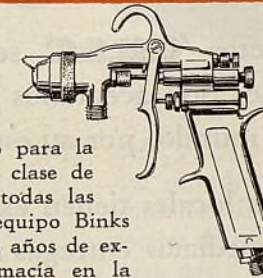 para la
clase de
todas las
equipo Binks
años de ex-
macía en la